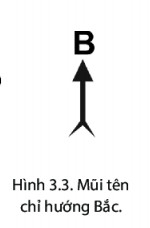 B
Hình 3.3. Mũi tên
chỉ hướng Bắc.